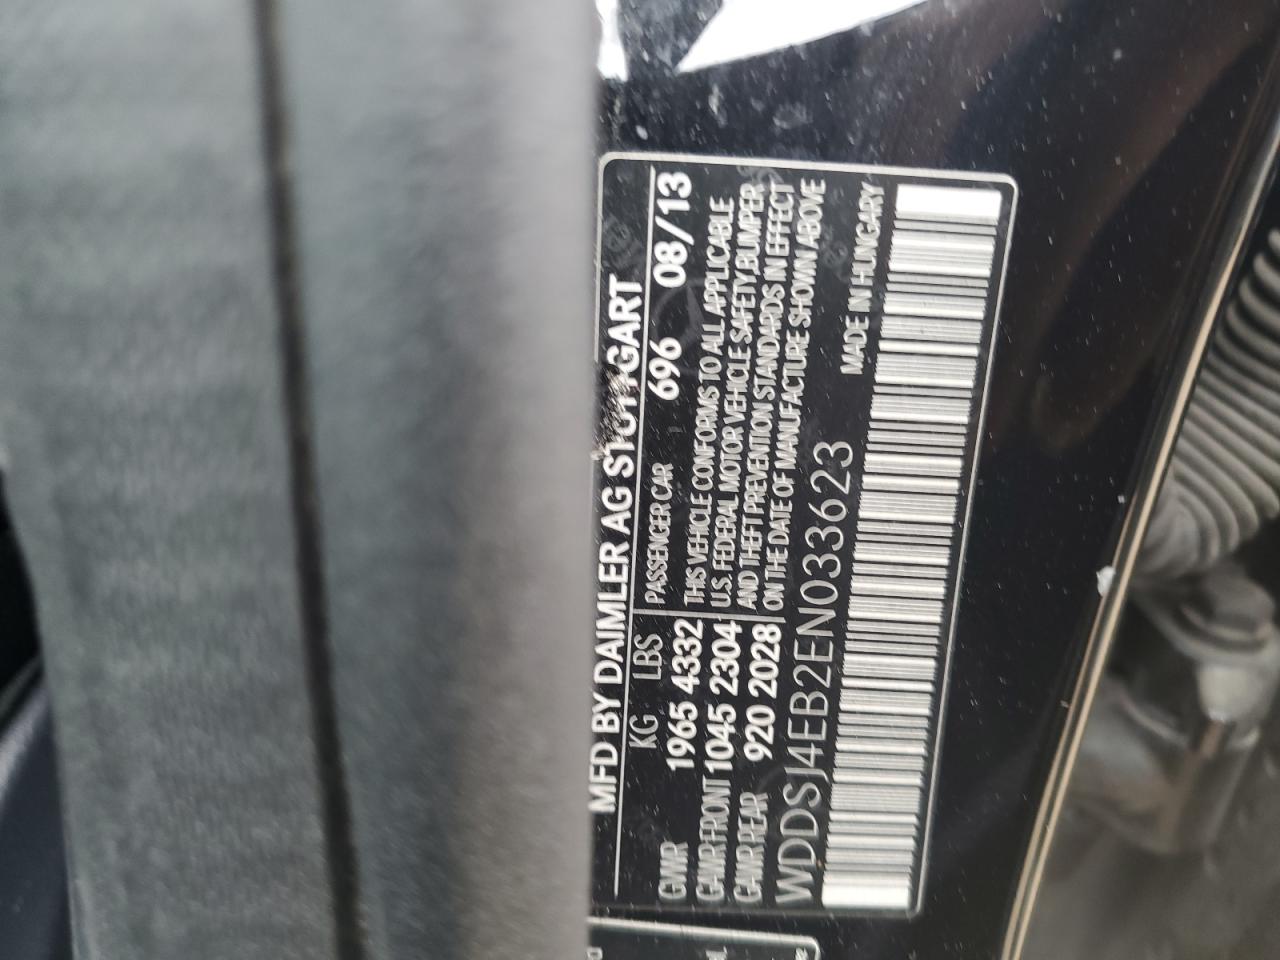 MFD BY DAIMLER AG STUTTGART
KG LBS 696 08/13
GVWR 1965 4332 PASSENGER CAR
GAWR FRONT 1045 2304
GAWR REAR 920 2028
THIS VEHICLE CONFORMS TO ALL APPLICABLE
U.S. FEDERAL MOTOR VEHICLE SAFETY, BUMPER
AND THEFT PREVENTION STANDARDS IN EFFECT
ON THE DATE OF MANUFACTURE SHOWN ABOVE
WDDSJ4EB2EN033623 MADE IN HUNGARY